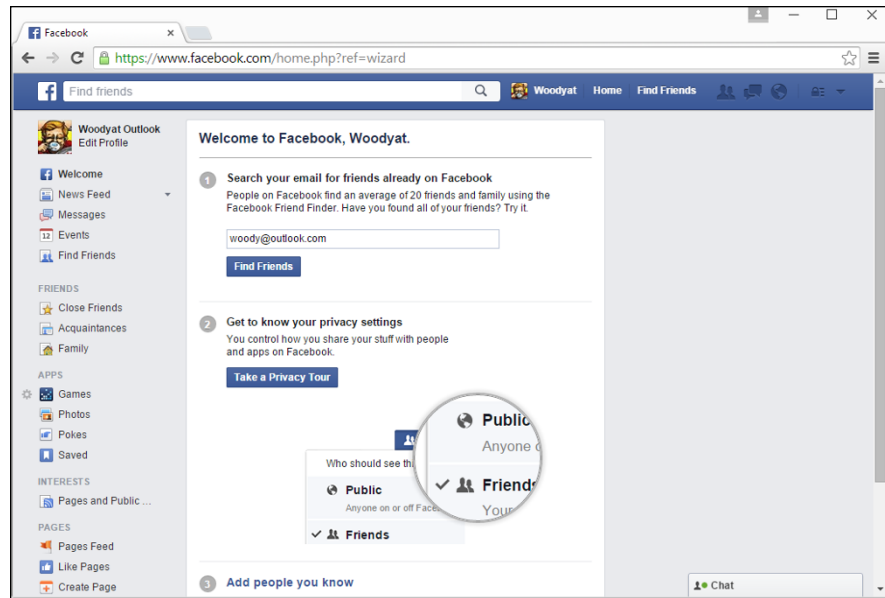 Facebook
https://www.facebook.com/home.php?ref=wizard
Find friends
Woodyat Home Find Friends
Woodyat Outlook
Edit Profile
Welcome
News Feed
Messages
12 Events
Find Friends
FRIENDS
Close Friends
Acquaintances
Family
APPS
Games
Photos
Pokes
Saved
INTERESTS
Pages and Public ...
PAGES
Pages Feed
Like Pages
Create Page
Welcome to Facebook, Woodyat.
1 Search your email for friends already on Facebook
People on Facebook find an average of 20 friends and family using the
Facebook Friend Finder. Have you found all of your friends? Try it.
woody@outlook.com
Find Friends
2 Get to know your privacy settings
You control how you share your stuff with people
and apps on Facebook.
Take a Privacy Tour
Who should see thi
Public
Anyone on or off Face
Friends
Public
Anyone o
Friends
Your
3 Add people you know
Chat